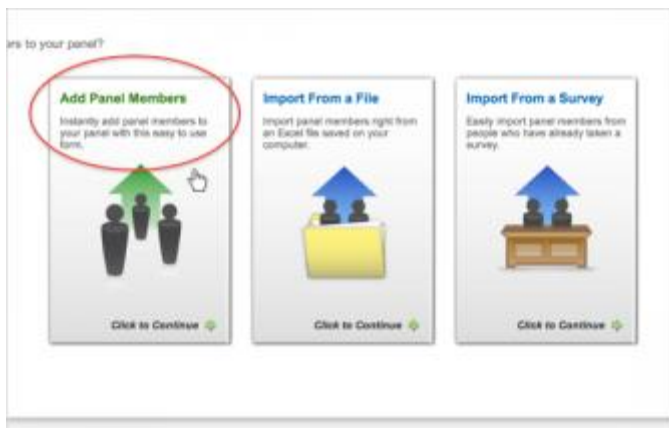 ers to your panel?
Add Panel Members
Instantly add panel members to
your panel with this easy to use
form.
Click to Continue
Import From a File
Import panel members right from
an Excel file saved on your
computer.
Click to Continue
Import From a Survey
Easily import panel members from
people who have already taken a
survey.
Click to Continue